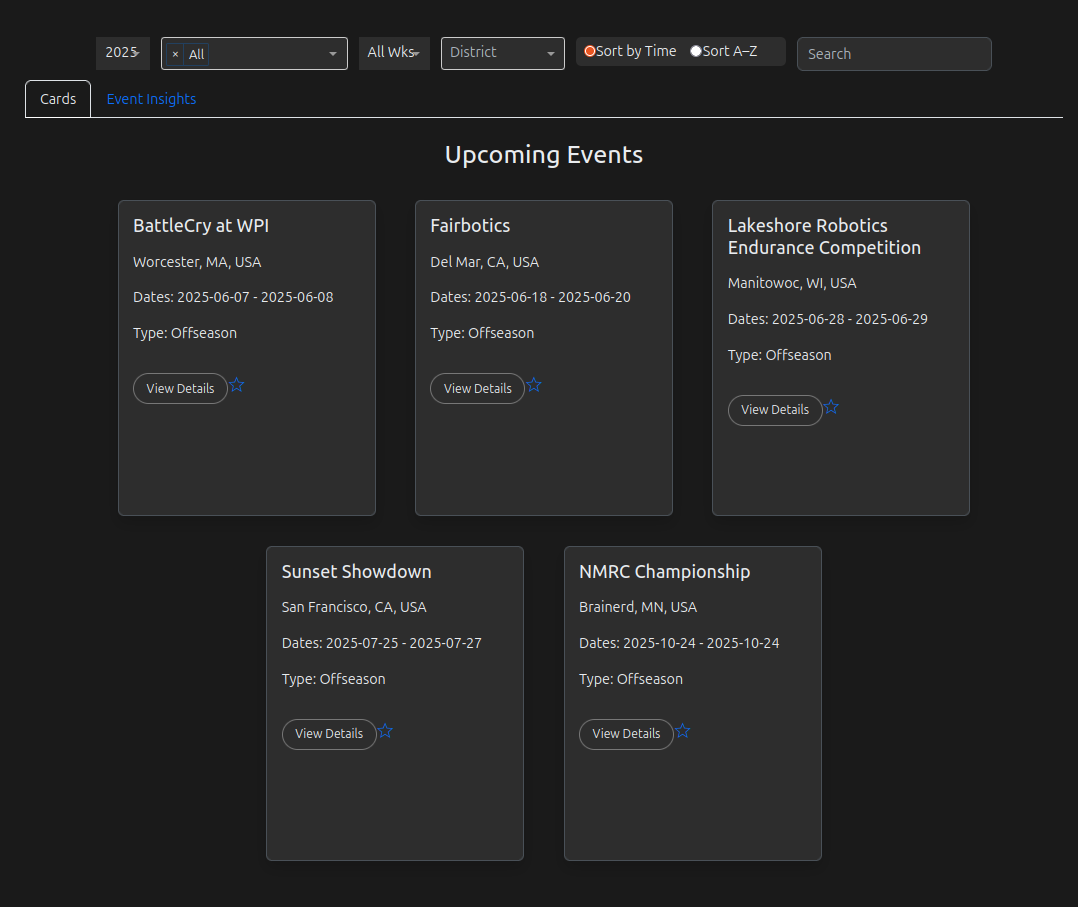 2025 × All All Wks District Sort by Time Sort A–Z Search
Cards Event Insights
Upcoming Events
BattleCry at WPI
Worcester, MA, USA
Dates: 2025-06-07 - 2025-06-08
Type: Offseason
View Details
Fairbotics
Del Mar, CA, USA
Dates: 2025-06-18 - 2025-06-20
Type: Offseason
View Details
Lakeshore Robotics
Endurance Competition
Manitowoc, WI, USA
Dates: 2025-06-28 - 2025-06-29
Type: Offseason
View Details
Sunset Showdown
San Francisco, CA, USA
Dates: 2025-07-25 - 2025-07-27
Type: Offseason
View Details
NMRC Championship
Brainerd, MN, USA
Dates: 2025-10-24 - 2025-10-24
Type: Offseason
View Details